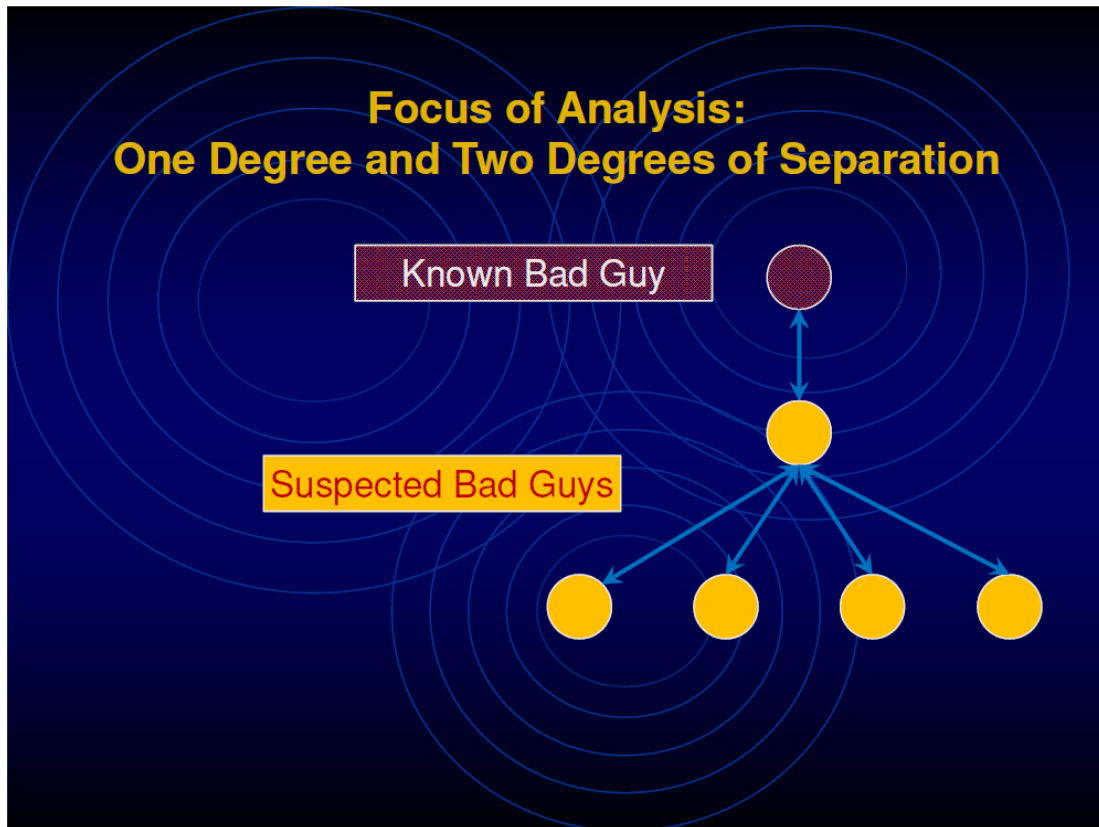 Focus of Analysis:
One Degree and Two Degrees of Separation
Known Bad Guy
Suspected Bad Guys